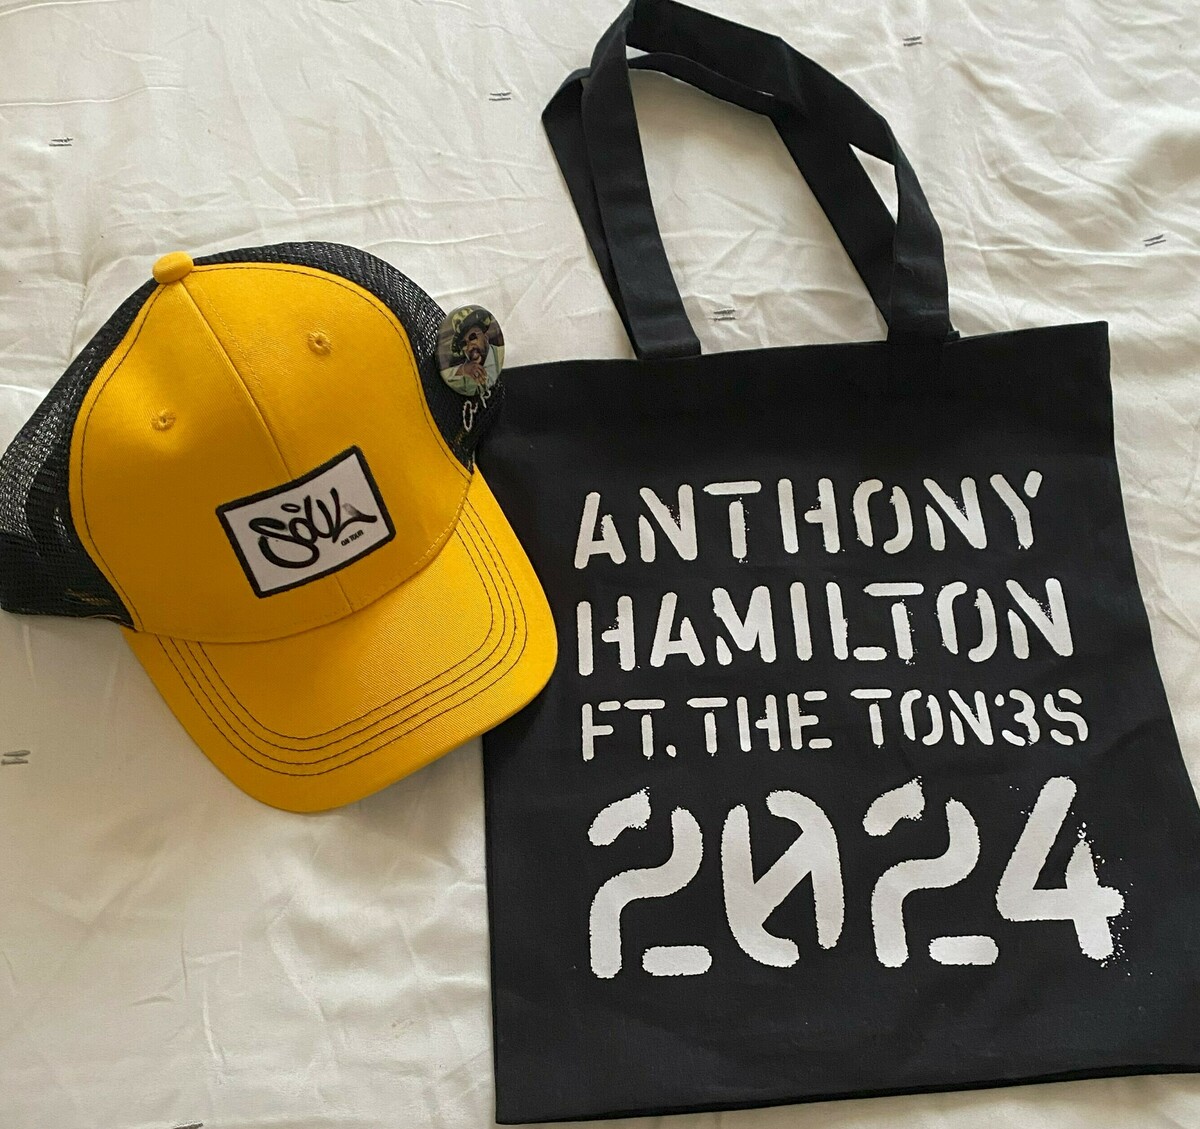 SOUL
ON TOUR
ANTHONY
HAMILTON
FT. THE TON3S
2024